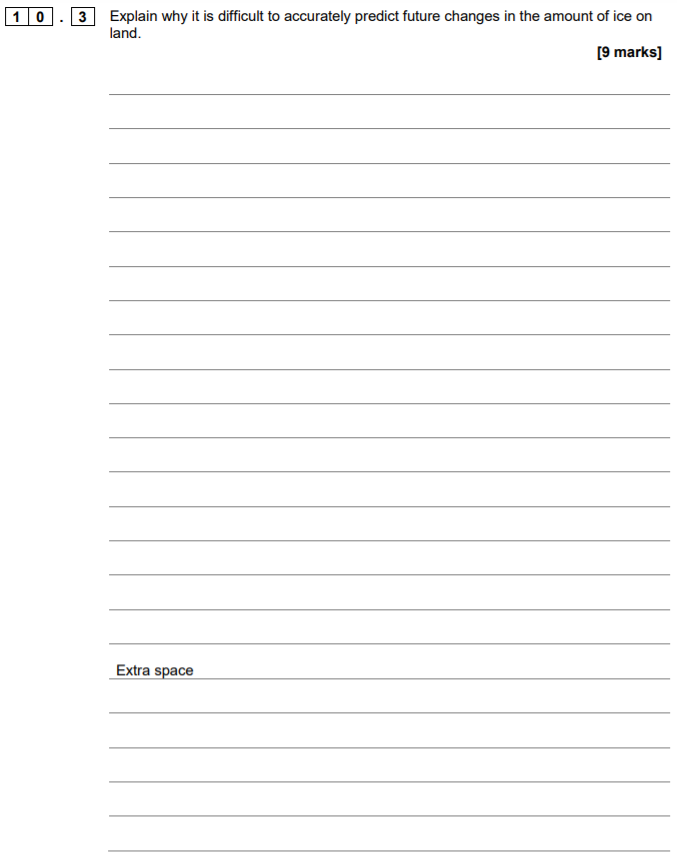 1 0 . 3 Explain why it is difficult to accurately predict future changes in the amount of ice on
land.
[9 marks]
Extra space